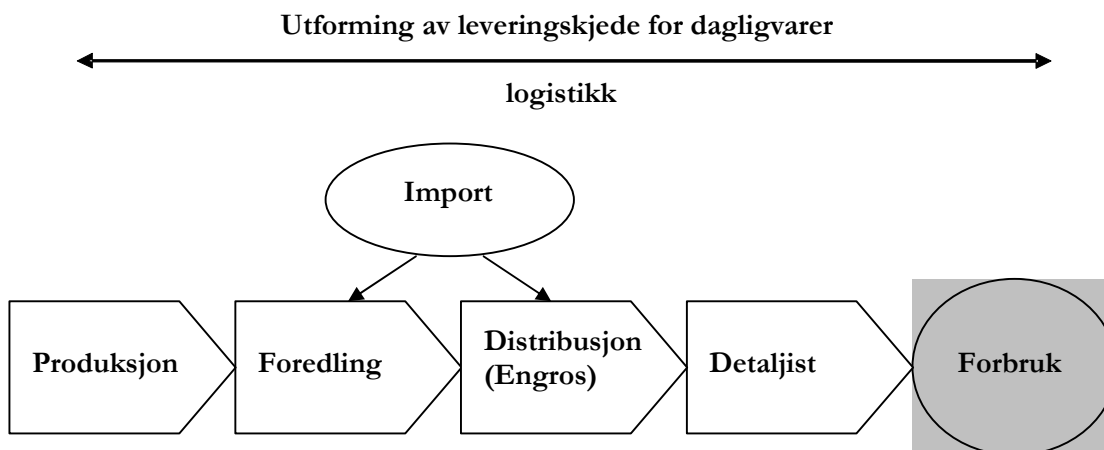 Utforming av leveringskjede for dagligvarer
logistikk
Import
Produksjon
Foredling
Distribusjon
(Engros)
Detaljist
Forbruk